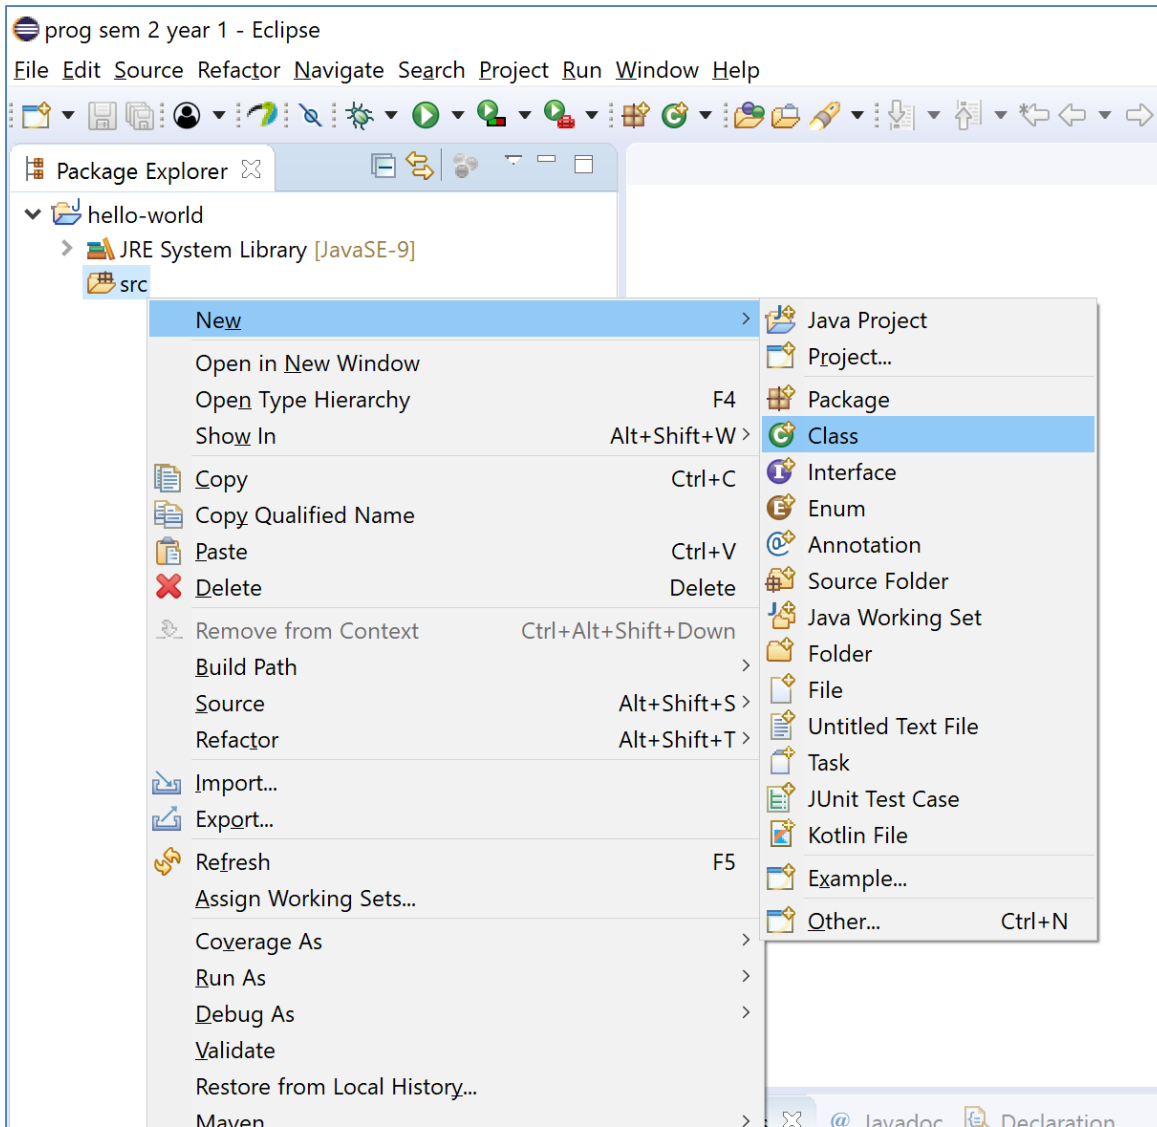 prog sem 2 year 1 - Eclipse
File Edit Source Refactor Navigate Search Project Run Window Help
Package Explorer
hello-world
JRE System Library [JavaSE-9]
src
New
Open in New Window
Open Type Hierarchy F4
Show In Alt+Shift+W
Copy Ctrl+C
Copy Qualified Name
Paste Ctrl+V
Delete Delete
Remove from Context Ctrl+Alt+Shift+Down
Build Path
Source Alt+Shift+S
Refactor Alt+Shift+T
Import...
Export...
Refresh F5
Assign Working Sets...
Coverage As
Run As
Debug As
Validate
Restore from Local History...
Maven
Java Project
Project...
Package
Class
Interface
Enum
Annotation
Source Folder
Java Working Set
Folder
File
Untitled Text File
Task
JUnit Test Case
Kotlin File
Example...
Other... Ctrl+N
@ Javadoc Declaration